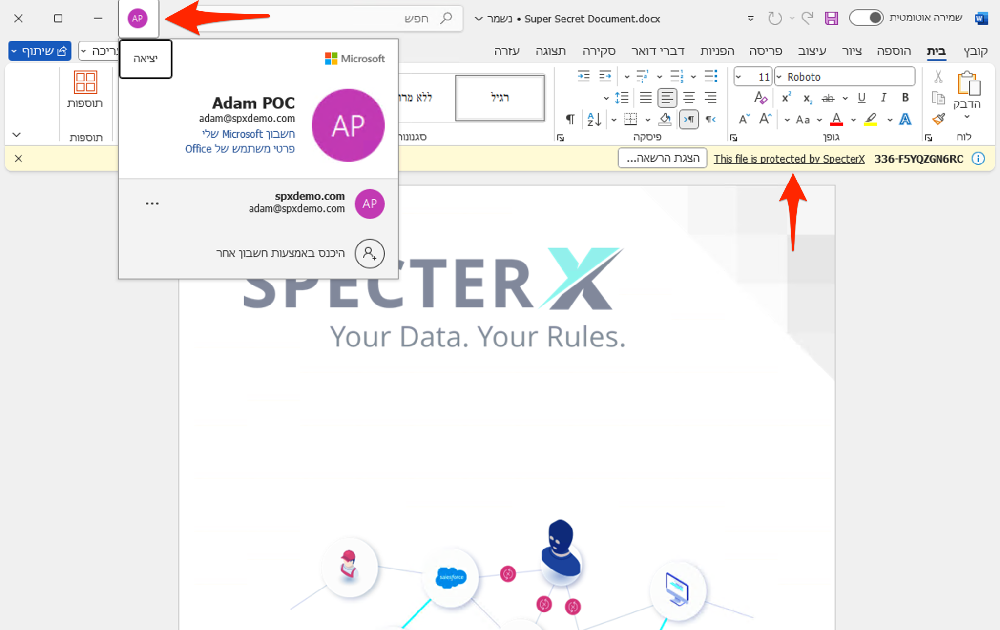 שמירה אוטומטית
Super Secret Document.docx • נשמר
חפש
AP
קובץ
בית
הוספה
ציור
עיצוב
פריסה
הפניות
דברי דואר
סקירה
תצוגה
עזרה
שיתוף
הדבק
לוח
Roboto
11
B I U ab x₂ x²
A Aa A^ Aˇ
גופן
פיסקה
רגיל
ללא
סגנונות
תוספות
תוספות
336-F5YQZGN6RC This file is protected by SpecterX הצגת הרשאה...
יציאה
Microsoft
AP
Adam POC
adam@spxdemo.com
חשבון Microsoft שלי
פרטי משתמש של Office
AP
spxdemo.com
adam@spxdemo.com
היכנס באמצעות חשבון אחר
SPECTERX
Your Data. Your Rules.
salesforce